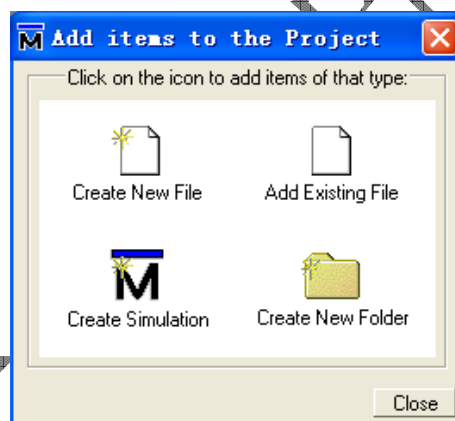 M Add items to the Project
Click on the icon to add items of that type:
Create New File Add Existing File
M
Create Simulation Create New Folder
Close